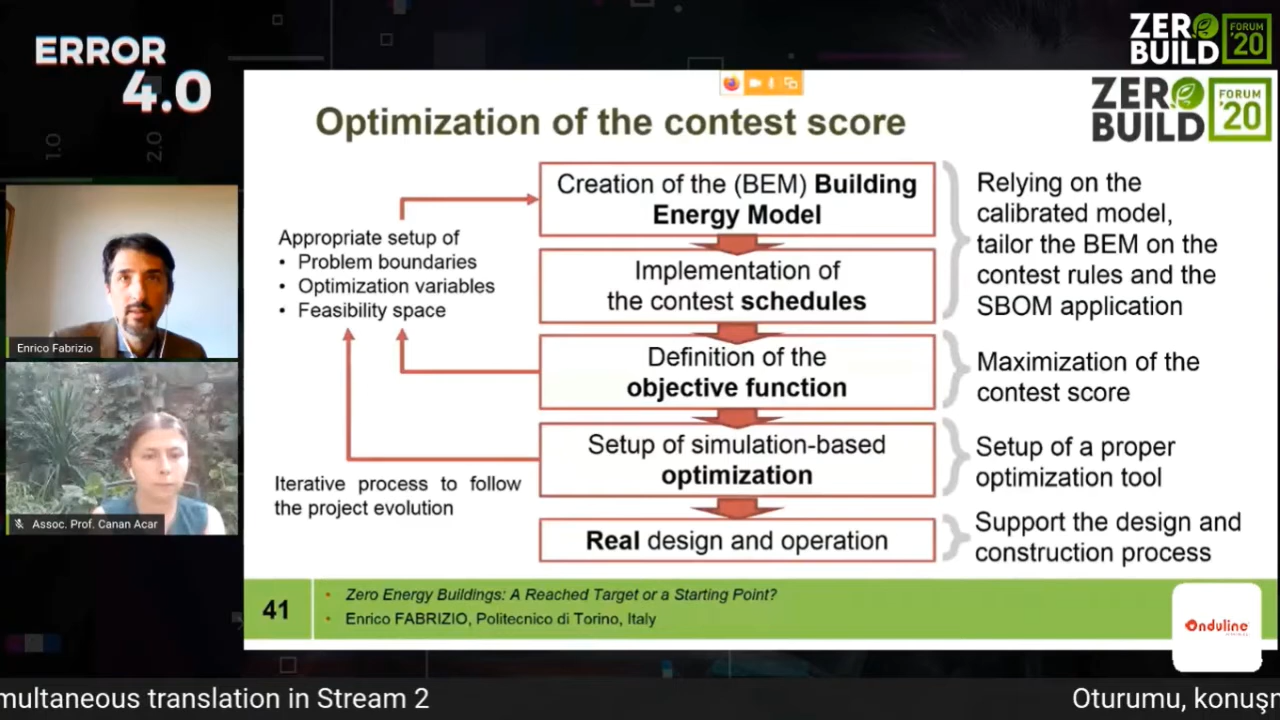 ERROR
4.0
1.0
2.0
ZERO
BUILD
FORUM
'20
ZERO
BUILD
FORUM
'20
Optimization of the contest score
Creation of the (BEM) Building
Energy Model
Implementation of
the contest schedules
Definition of the
objective function
Setup of simulation-based
optimization
Real design and operation
Appropriate setup of
• Problem boundaries
• Optimization variables
• Feasibility space
Iterative process to follow
the project evolution
Relying on the
calibrated model,
tailor the BEM on the
contest rules and the
SBOM application
Maximization of the
contest score
Setup of a proper
optimization tool
Support the design and
construction process
Enrico Fabrizio
Assoc. Prof. Canan Acar
41
• Zero Energy Buildings: A Reached Target or a Starting Point?
• Enrico FABRIZIO, Politecnico di Torino, Italy
Onduline
multaneous translation in Stream 2
Oturumu, konuşm